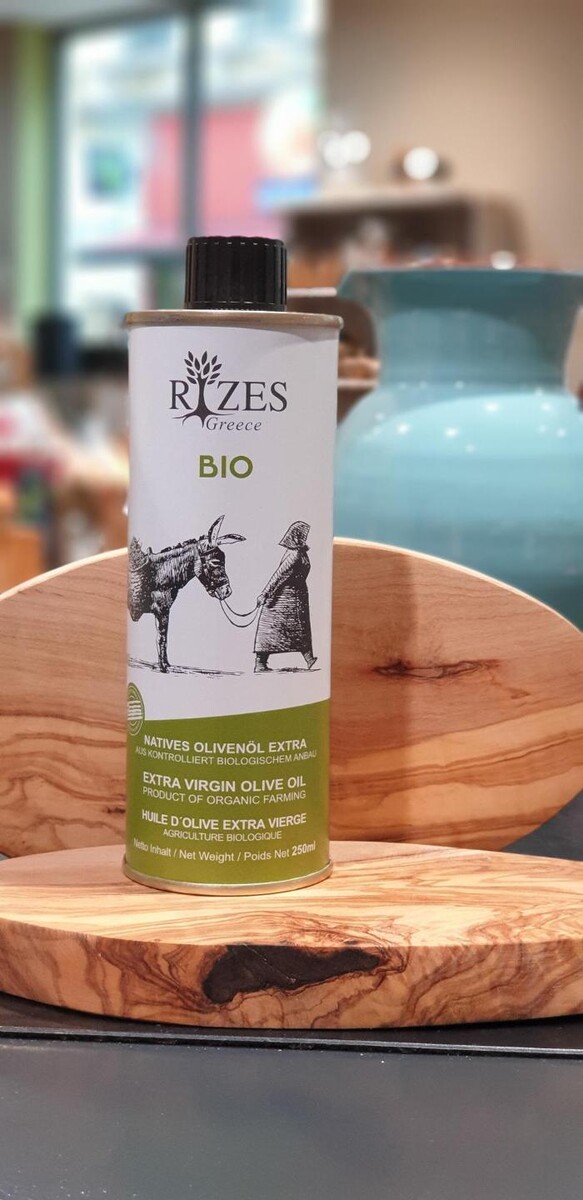 RIZES
Greece
BIO
NATIVES OLIVENÖL EXTRA
AUS KONTROLLIERT BIOLOGISCHEM ANBAU
EXTRA VIRGIN OLIVE OIL
PRODUCT OF ORGANIC FARMING
HUILE D'OLIVE EXTRA VIERGE
AGRICULTURE BIOLOGIQUE
Netto Inhalt / Net Weight / Poids Net 250ml